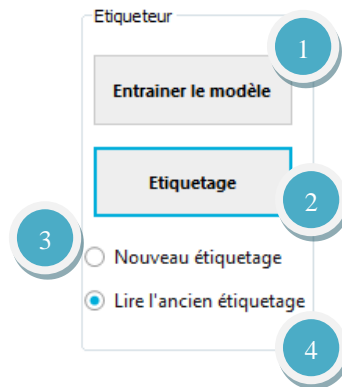 Etiqueteur
1
Entrainer le modèle
Etiquetage
2
3
Nouveau étiquetage
Lire l'ancien étiquetage
4